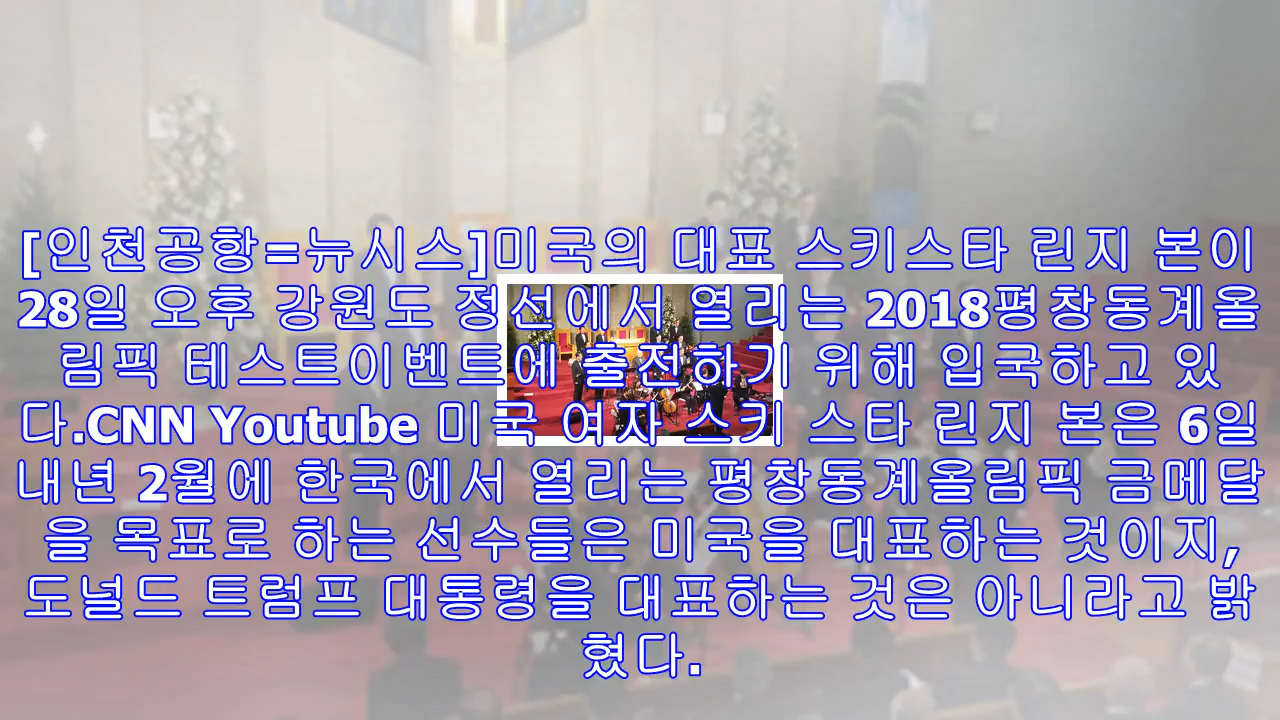 [인천공항=뉴시스]미국의 대표 스키스타 린지 본이
28일 오후 강원도 정선에서 열리는 2018평창동계올
림픽 테스트이벤트에 출전하기 위해 입국하고 있
다.CNN Youtube 미국 여자 스키 스타 린지 본은 6일
내년 2월에 한국에서 열리는 평창동계올림픽 금메달
을 목표로 하는 선수들은 미국을 대표하는 것이지,
도널드 트럼프 대통령을 대표하는 것은 아니라고 밝
혔다.